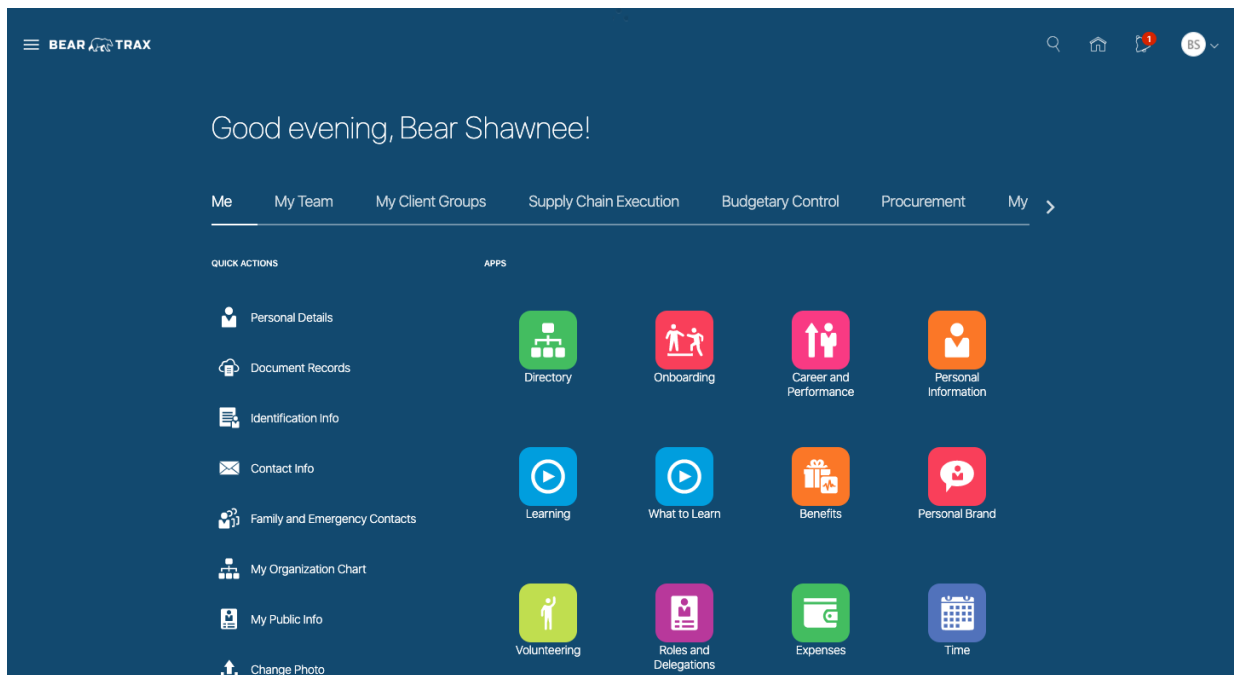 BEAR TRAX
1
BS
Good evening, Bear Shawnee!
Me My Team My Client Groups Supply Chain Execution Budgetary Control Procurement My
QUICK ACTIONS
APPS
Personal Details
Document Records
Identification Info
Contact Info
Family and Emergency Contacts
My Organization Chart
My Public Info
Change Photo
Directory
Onboarding
Career and
Performance
Personal
Information
Learning
What to Learn
Benefits
Personal Brand
Volunteering
Roles and
Delegations
Expenses
Time